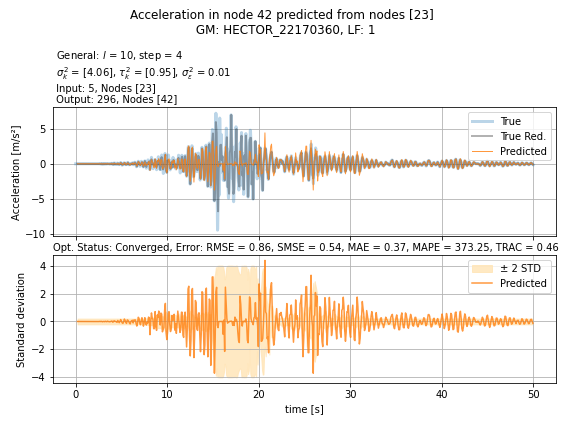 Acceleration in node 42 predicted from nodes [23]
GM: HECTOR_22170360, LF: 1
General: l = 10, step = 4
σ²ₖ = [4.06], τ²ₖ = [0.95], σ²ε = 0.01
Input: 5, Nodes [23]
Output: 296, Nodes [42]
Acceleration [m/s²]
5
0
−5
−10
True
True Red.
Predicted
Opt. Status: Converged, Error: RMSE = 0.86, SMSE = 0.54, MAE = 0.37, MAPE = 373.25, TRAC = 0.46
Standard deviation
4
2
0
−2
−4
± 2 STD
Predicted
0 10 20 30 40 50
time [s]